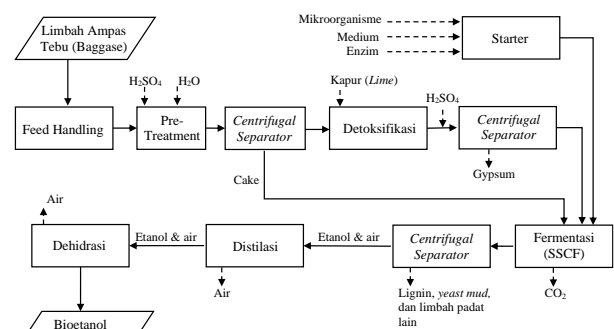 Limbah Ampas
Tebu (Baggase)
Mikroorganisme
Medium
Enzim
Starter
H₂SO₄
H₂O
Kapur (Lime)
H₂SO₄
Feed Handling
Pre-
Treatment
Centrifugal
Separator
Detoksifikasi
Centrifugal
Separator
Cake
Gypsum
Air
Dehidrasi
Etanol & air
Distilasi
Etanol & air
Centrifugal
Separator
Fermentasi
(SSCF)
Air
Lignin, yeast mud,
dan limbah padat
lain
CO₂
Bioetanol